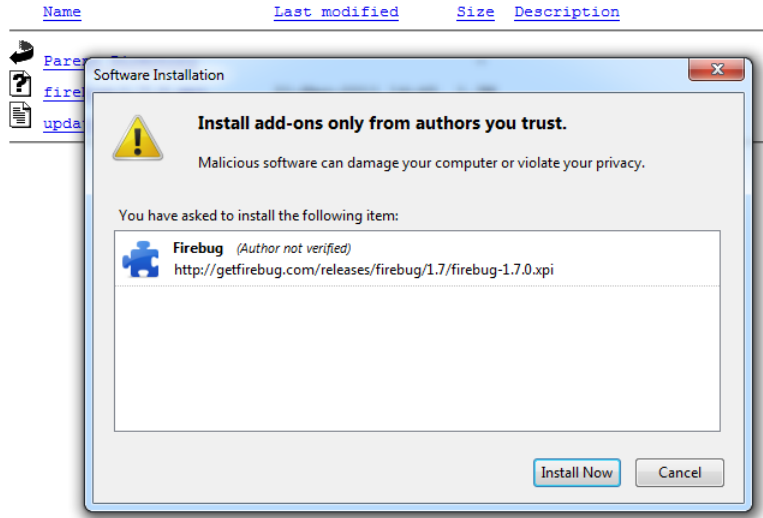 Name Last modified Size Description
Software Installation
Install add-ons only from authors you trust.
Malicious software can damage your computer or violate your privacy.
You have asked to install the following item:
Firebug (Author not verified)
http://getfirebug.com/releases/firebug/1.7/firebug-1.7.0.xpi
Install Now Cancel